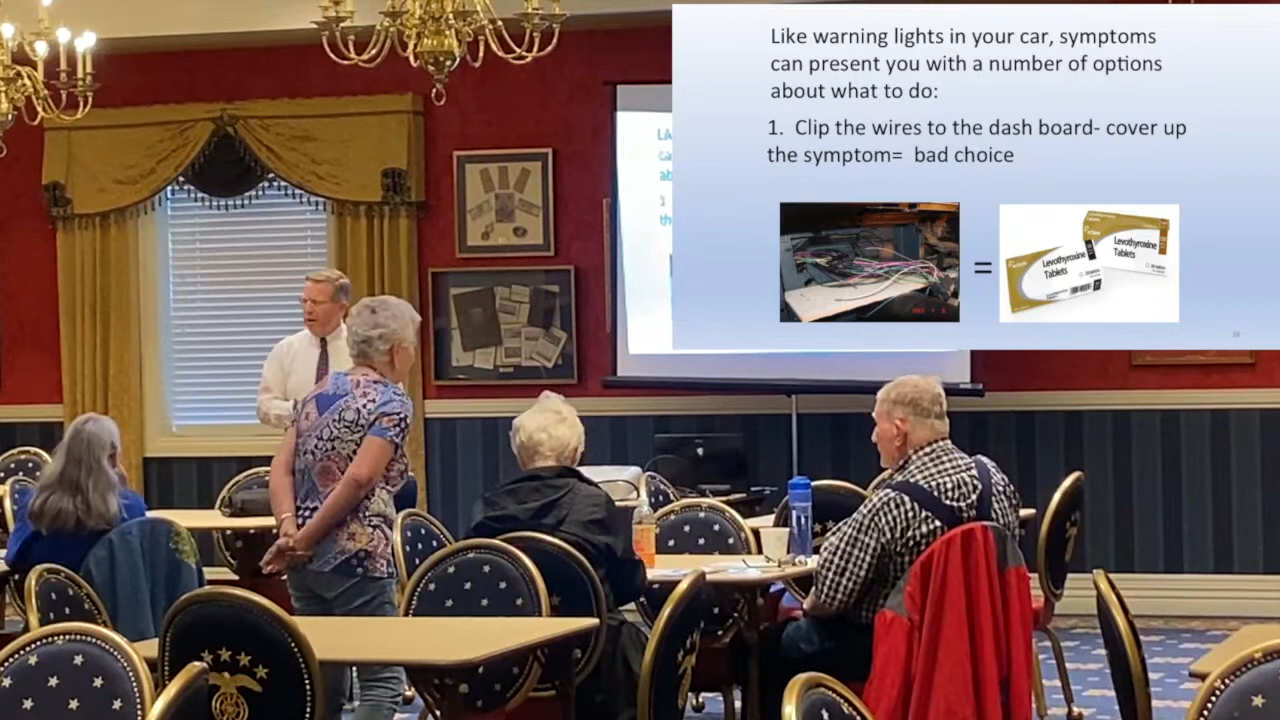 Like warning lights in your car, symptoms
can present you with a number of options
about what to do:
1. Clip the wires to the dash board- cover up
the symptom= bad choice
=
Levothyroxine
Tablets
Levothyroxine
Tablets